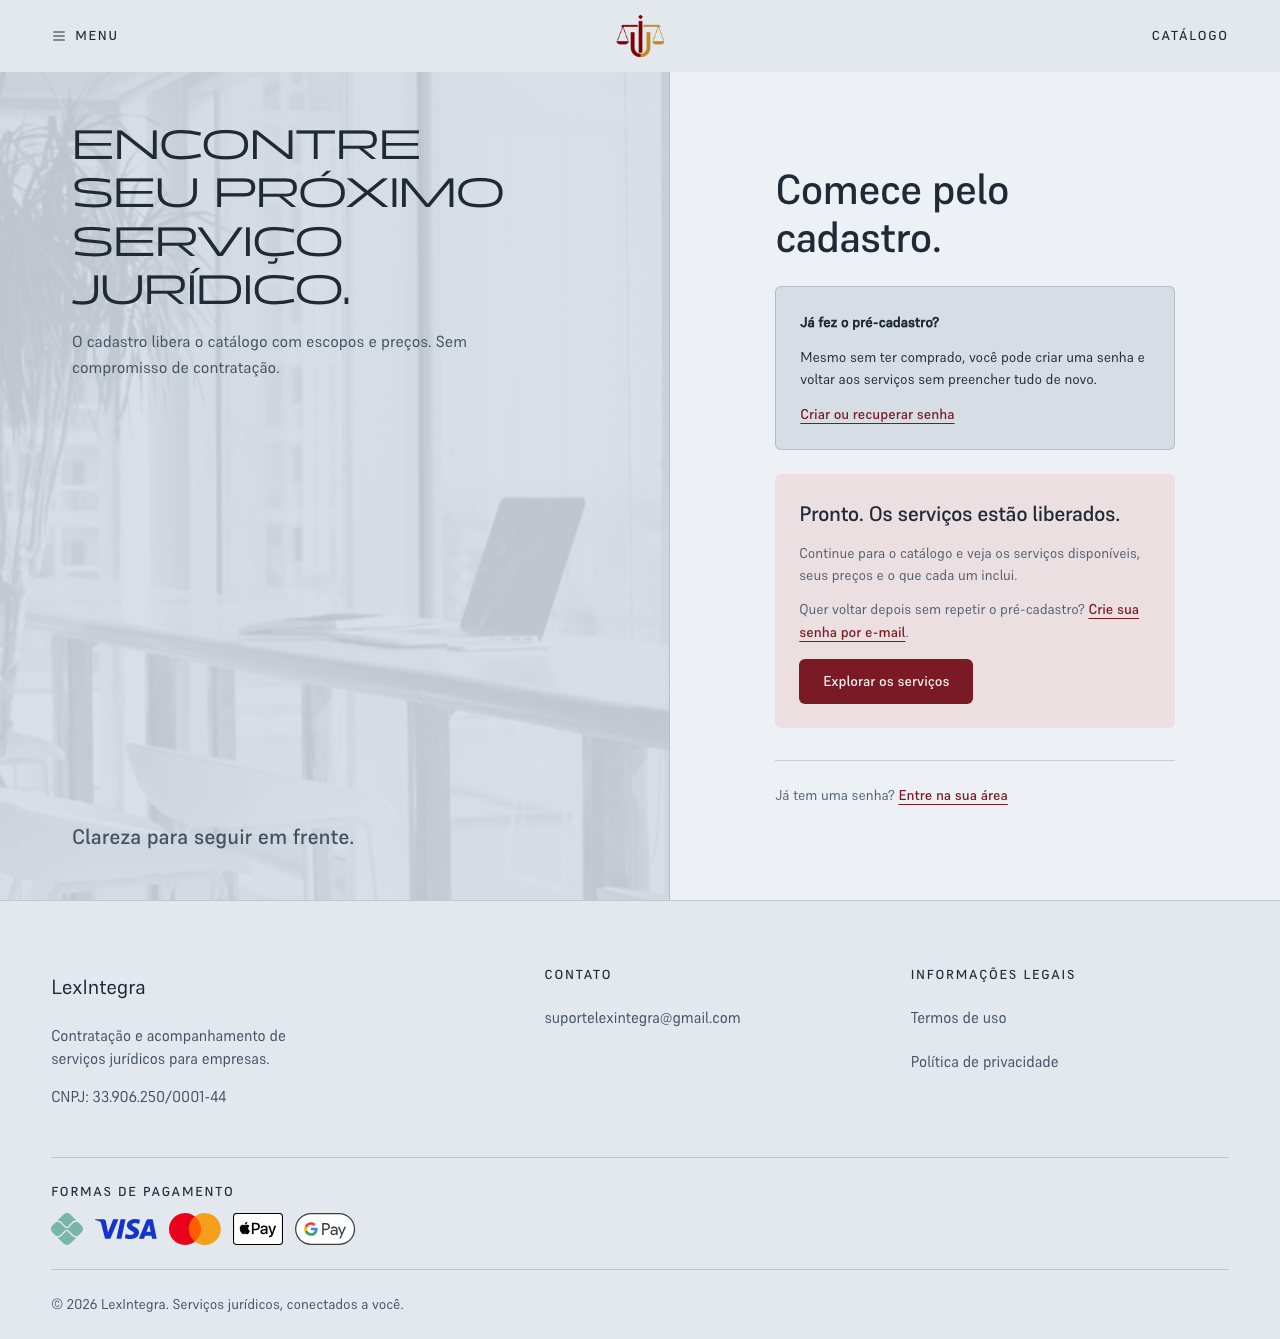 MENU
CATÁLOGO
ENCONTRE
SEU PRÓXIMO
SERVIÇO
JURÍDICO.
O cadastro libera o catálogo com escopos e preços. Sem
compromisso de contratação.
Clareza para seguir em frente.
Comece pelo
cadastro.
Já fez o pré-cadastro?
Mesmo sem ter comprado, você pode criar uma senha e
voltar aos serviços sem preencher tudo de novo.
Criar ou recuperar senha
Pronto. Os serviços estão liberados.
Continue para o catálogo e veja os serviços disponíveis,
seus preços e o que cada um inclui.
Quer voltar depois sem repetir o pré-cadastro? Crie sua
senha por e-mail.
Explorar os serviços
Já tem uma senha? Entre na sua área
LexIntegra
Contratação e acompanhamento de
serviços jurídicos para empresas.
CNPJ: 33.906.250/0001-44
CONTATO
suportelexintegra@gmail.com
INFORMAÇÕES LEGAIS
Termos de uso
Política de privacidade
FORMAS DE PAGAMENTO
VISA
Pay
G Pay
© 2026 LexIntegra. Serviços jurídicos, conectados a você.